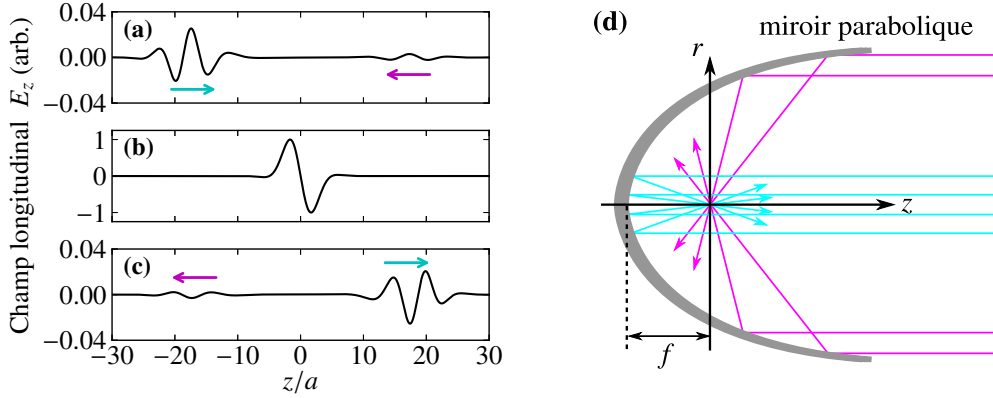 Champ longitudinal E_z (arb.)
(a)
0.04
0.00
−0.04
(b)
1
0
−1
(c)
0.04
0.00
−0.04
−30 −20 −10 0 10 20 30
z/a
(d)
miroir parabolique
r
z
f